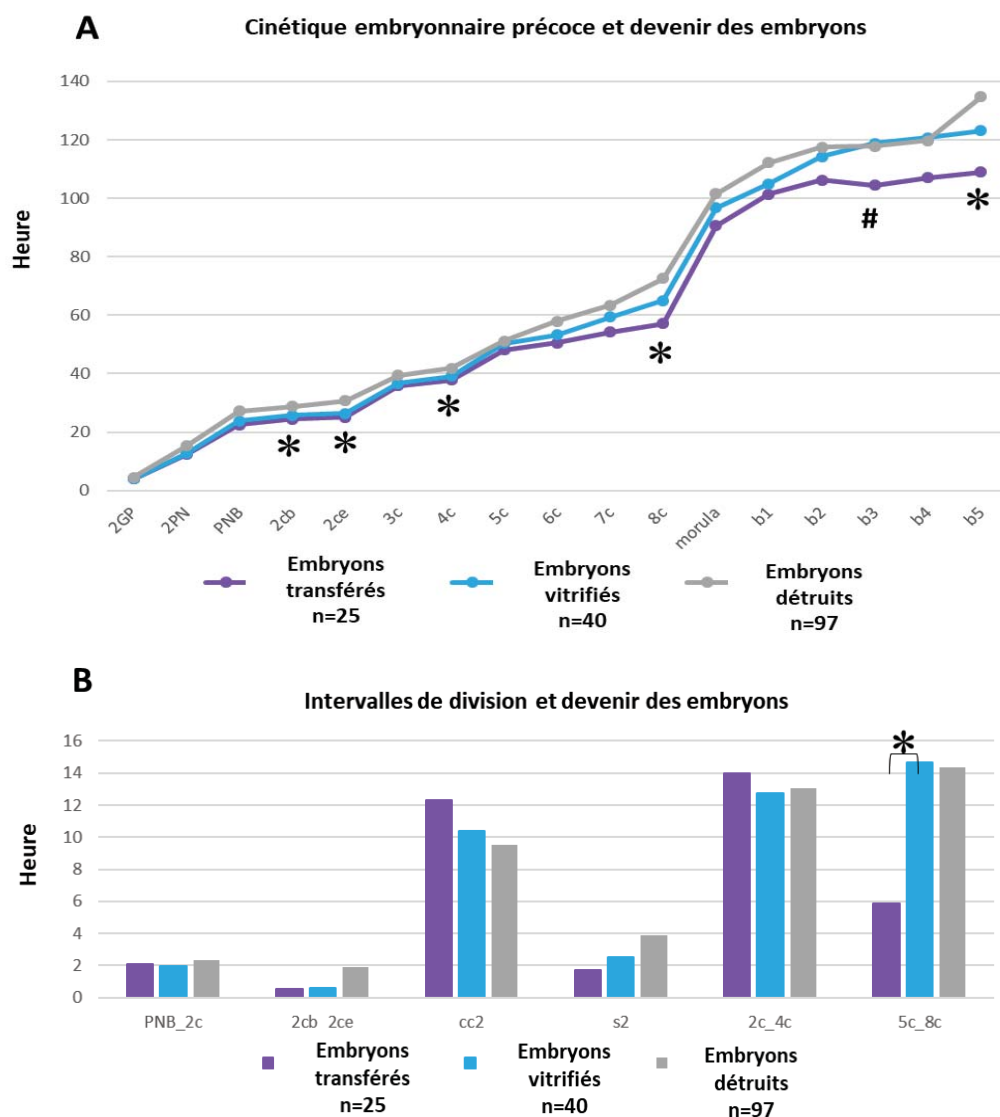 A
Cinétique embryonnaire précoce et devenir des embryons
140
120
100
80
60
40
20
0
Heure
*
*
*
*
#
*
2GP
2PN
PNB
2cb
2ce
3c
4c
5c
6c
7c
8c
morula
b1
b2
b3
b4
b5
Embryons
transférés
n=25
Embryons
vitrifiés
n=40
Embryons
détruits
n=97
B
Intervalles de division et devenir des embryons
16
14
12
10
8
6
4
2
0
Heure
*
PNB_2c
2cb_2ce
cc2
s2
2c_4c
5c_8c
Embryons
transférés
n=25
Embryons
vitrifiés
n=40
Embryons
détruits
n=97